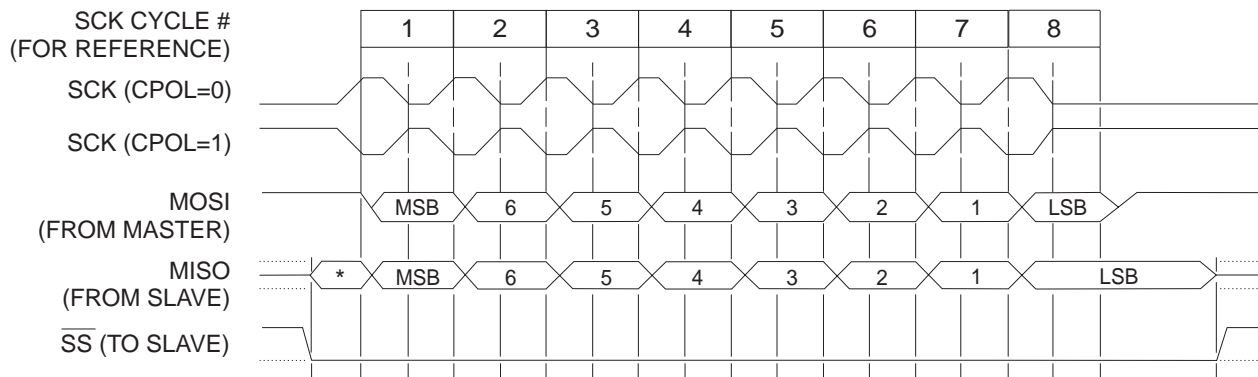 SCK CYCLE #
(FOR REFERENCE)
1 2 3 4 5 6 7 8
SCK (CPOL=0)
SCK (CPOL=1)
MOSI
(FROM MASTER)
MSB 6 5 4 3 2 1 LSB
MISO
(FROM SLAVE)
* MSB 6 5 4 3 2 1 LSB
SS (TO SLAVE)